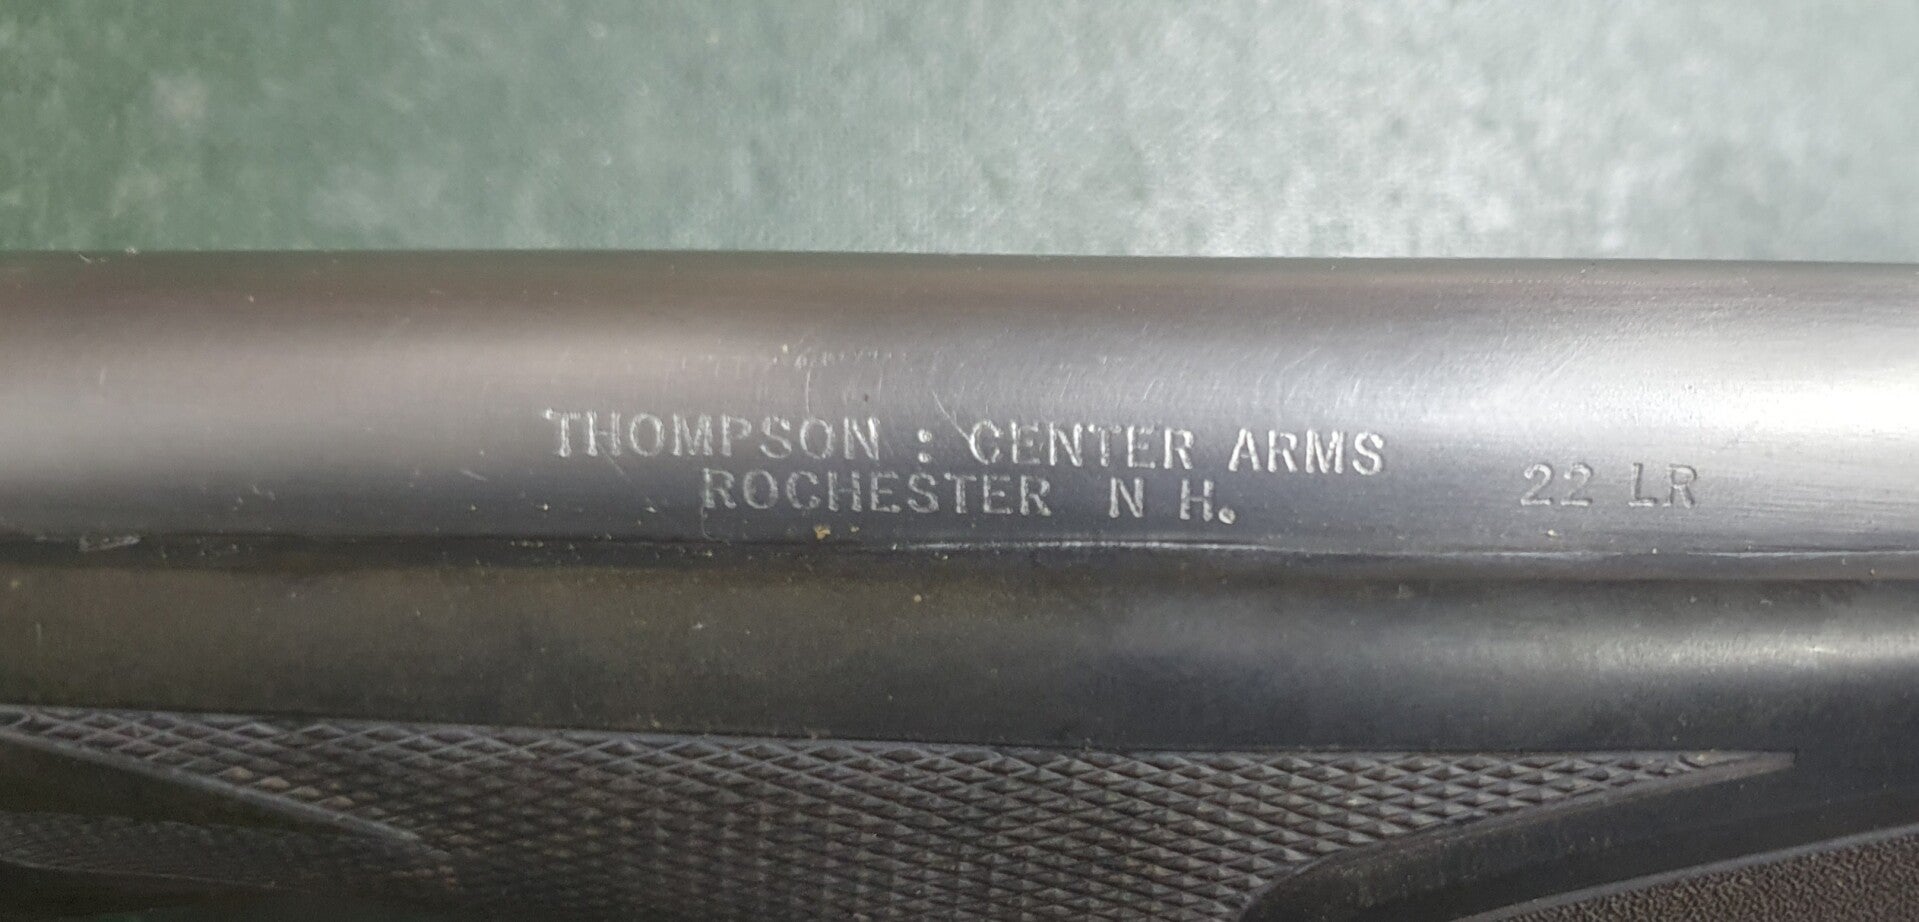 THOMPSON : CENTER ARMS
ROCHESTER N H.
22 LR